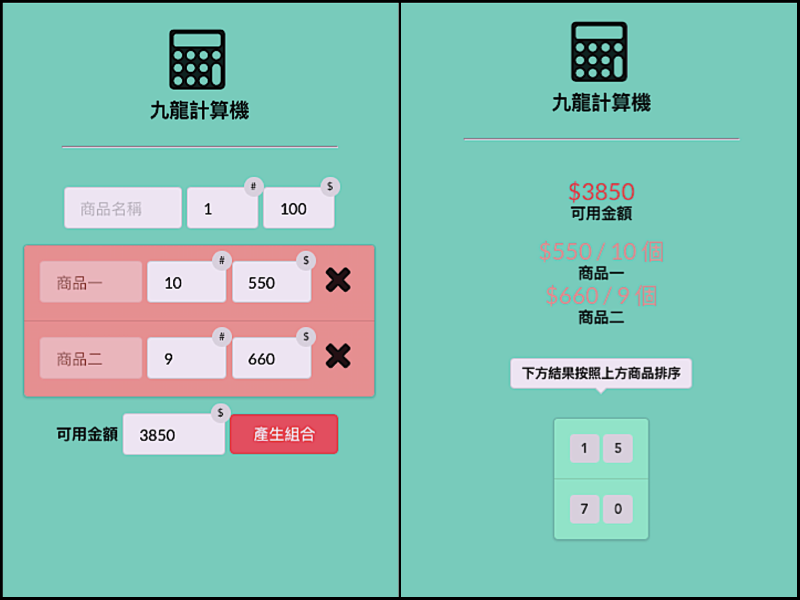 九龍計算機
商品名稱 1 # 100 $
商品一 10 # 550 $
商品二 9 # 660 $
可用金額 3850 $ 產生組合
九龍計算機
$3850
可用金額
$550 / 10 個
商品一
$660 / 9 個
商品二
下方結果按照上方商品排序
1 5
7 0